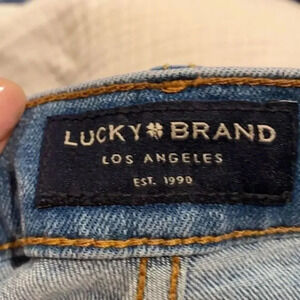 LUCKY BRAND
LOS ANGELES
EST. 1990